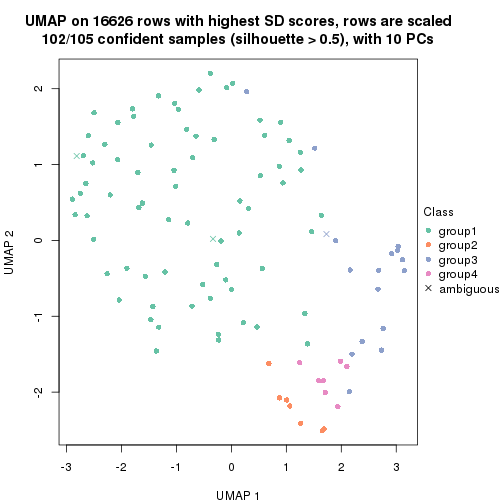 UMAP on 16626 rows with highest SD scores, rows are scaled
102/105 confident samples (silhouette > 0.5), with 10 PCs
UMAP 2
2
1
0
-1
-2
-3
-2
-1
0
1
2
3
UMAP 1
Class
group1
group2
group3
group4
ambiguous